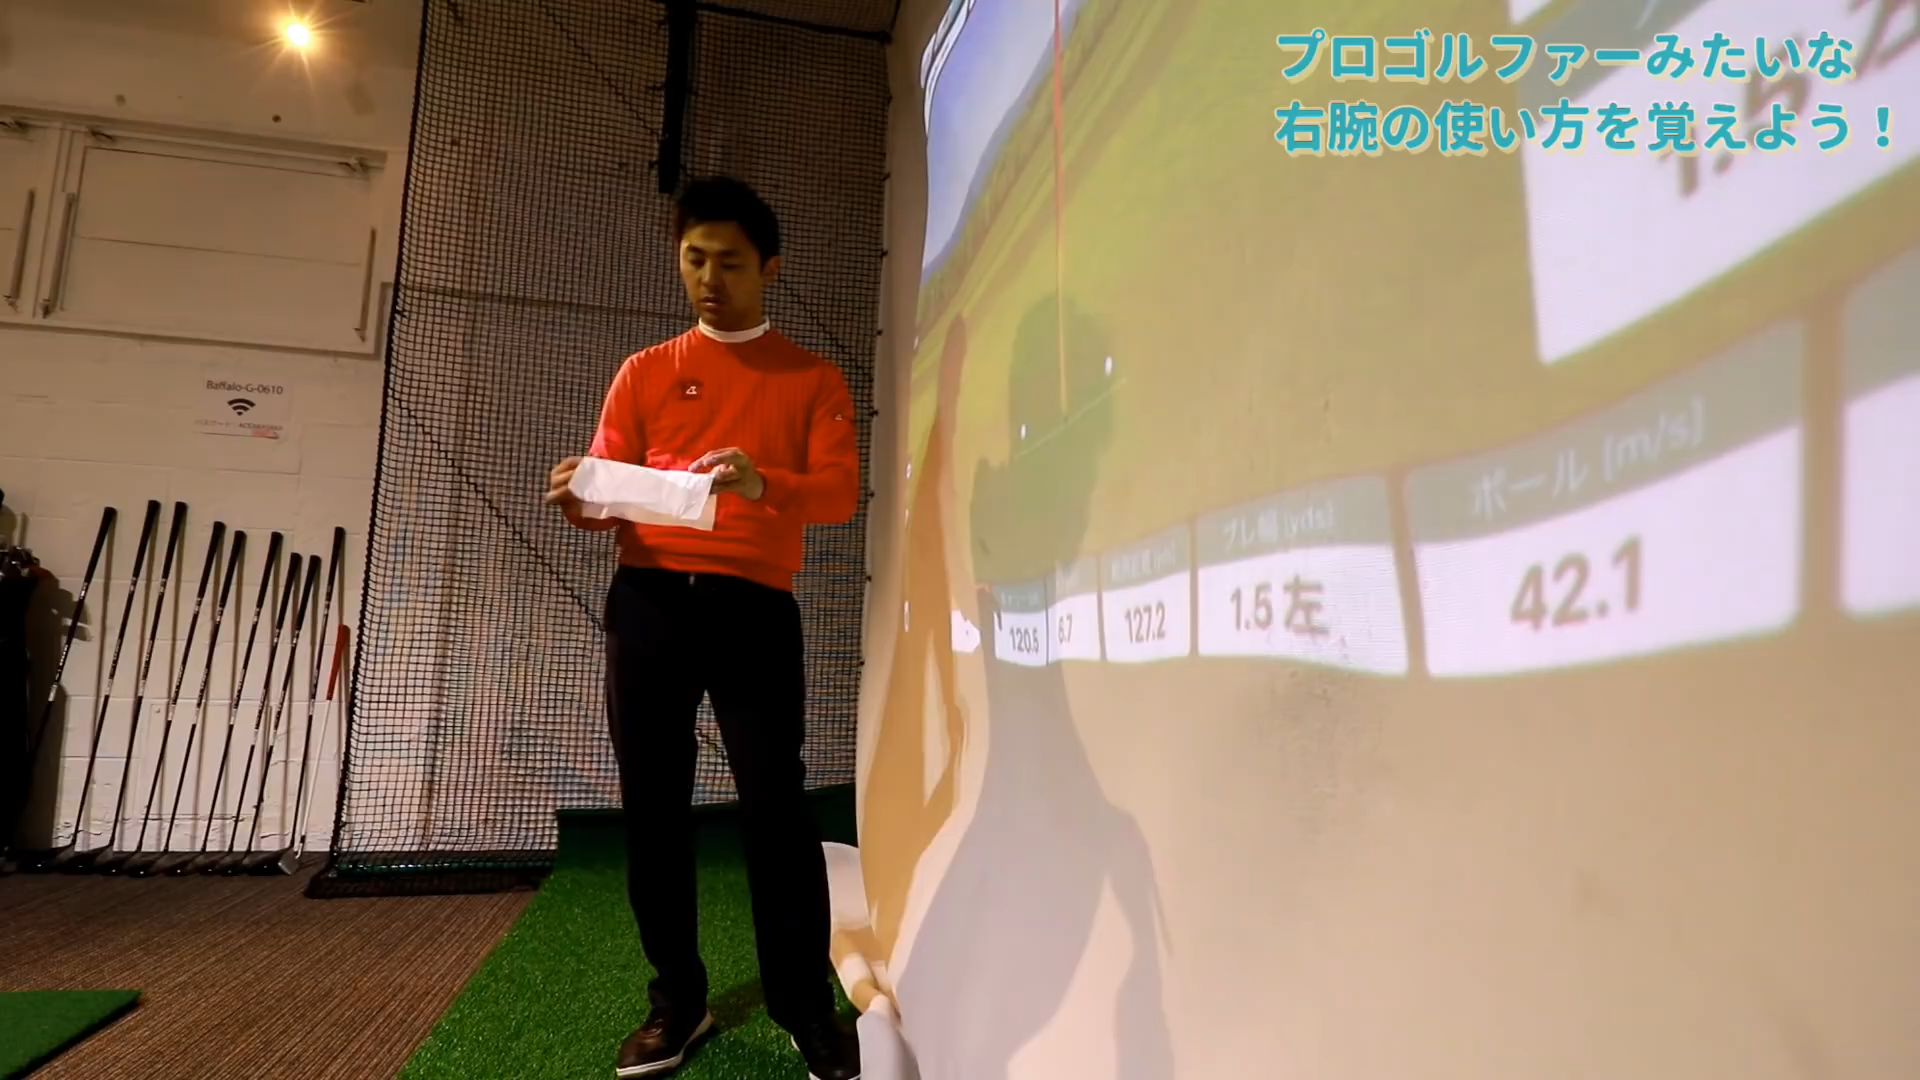 プロゴルファーみたいな
右腕の使い方を覚えよう！
Baffalo-G-0610
ボール [m/s]
ブレ幅 [yds]
120.5
6.7
127.2
1.5 左
42.1